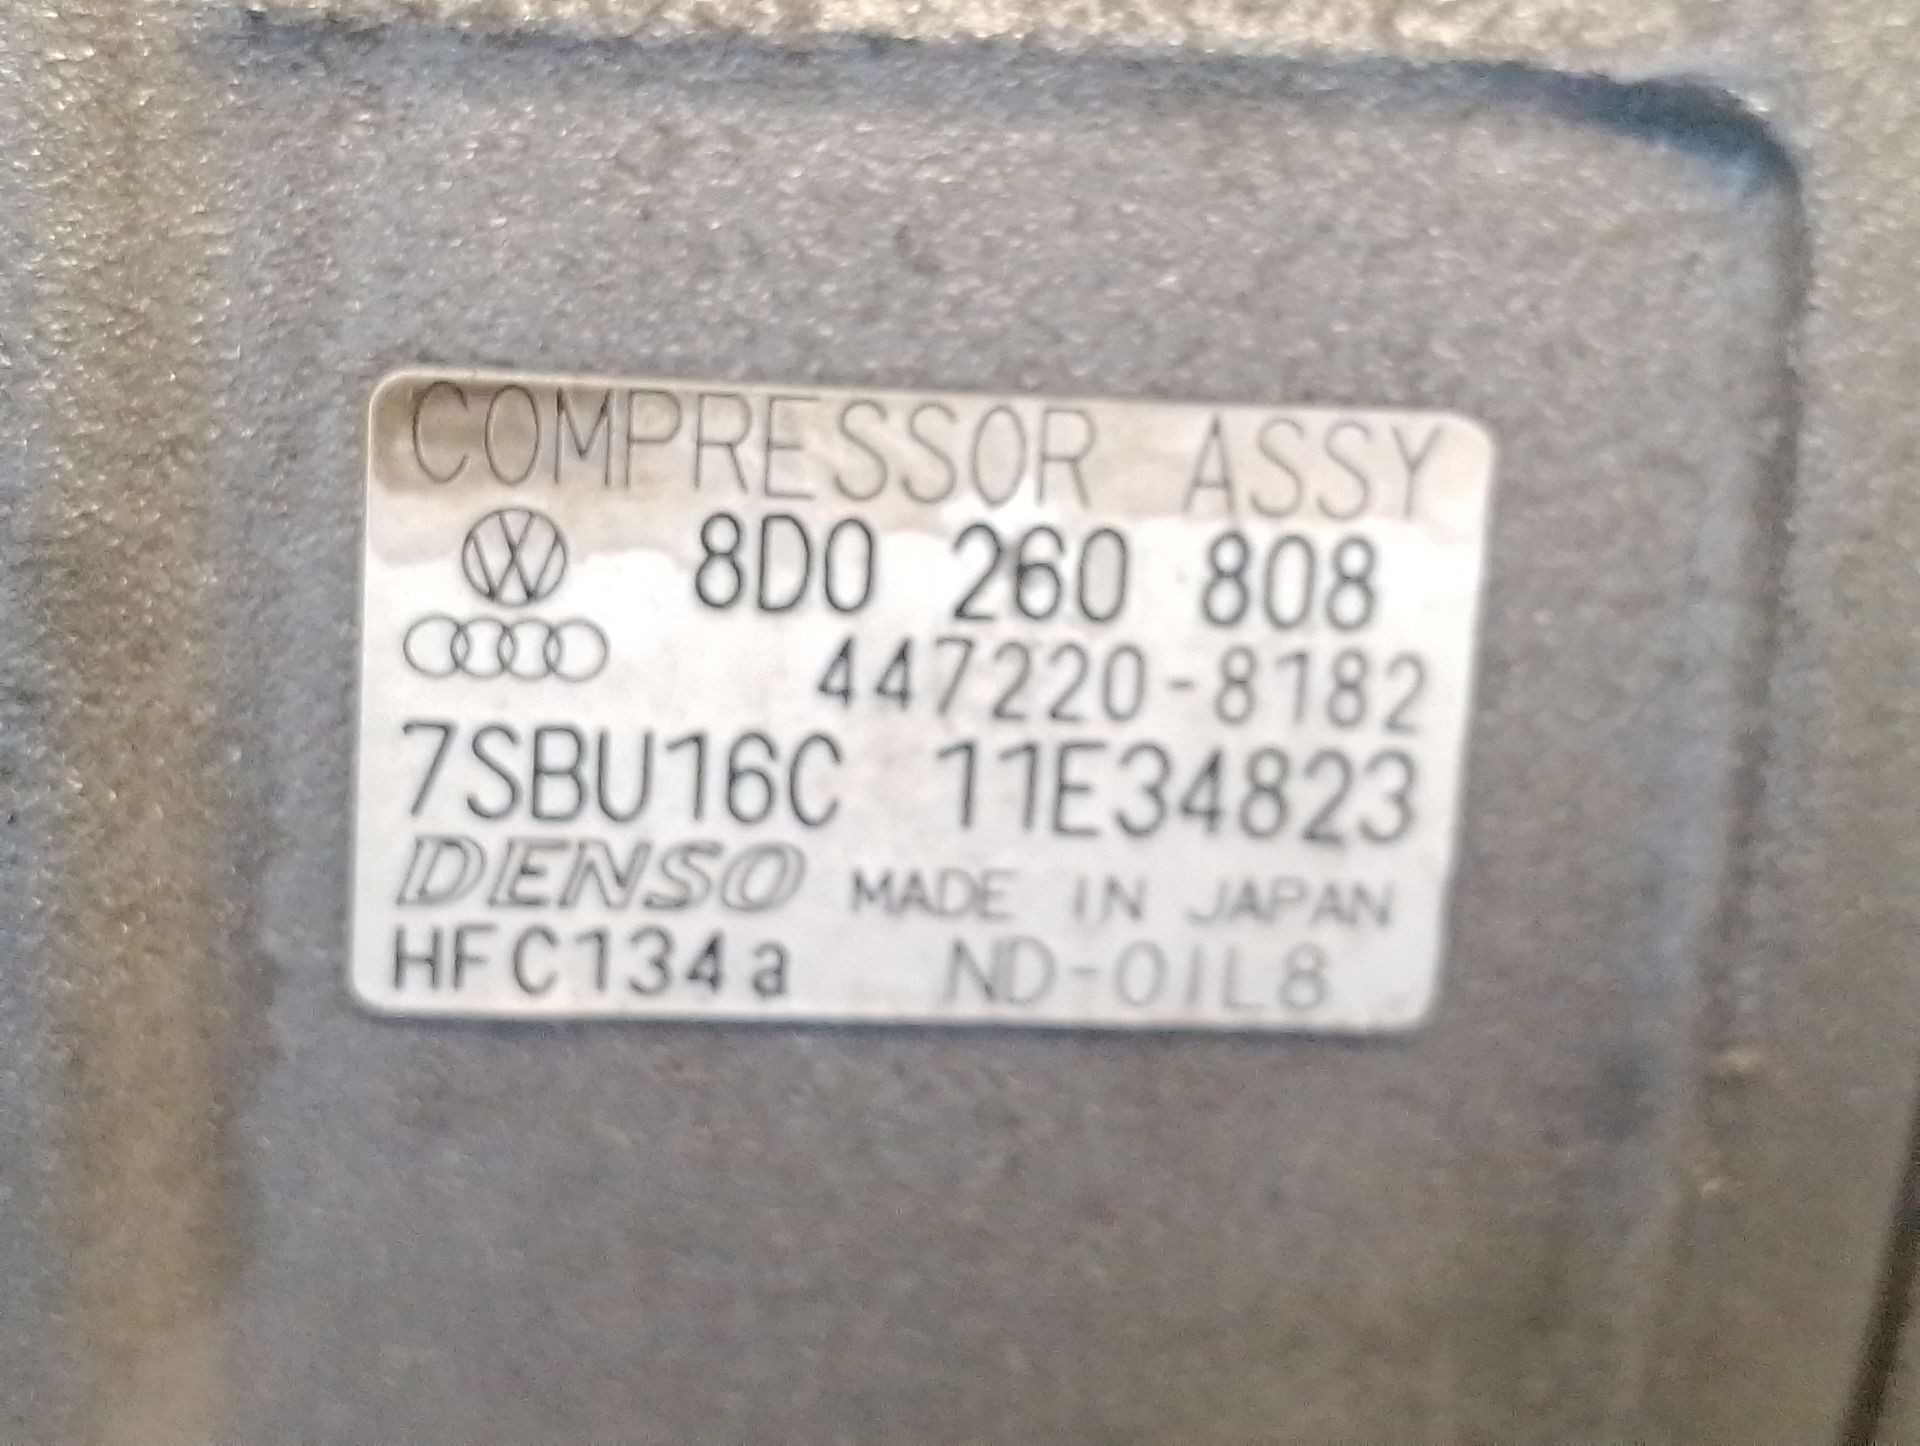 COMPRESSOR ASSY
8D0 260 808
447220-8182
7SBU16C 11E34823
DENSO MADE IN JAPAN
HFC134a ND-OIL8